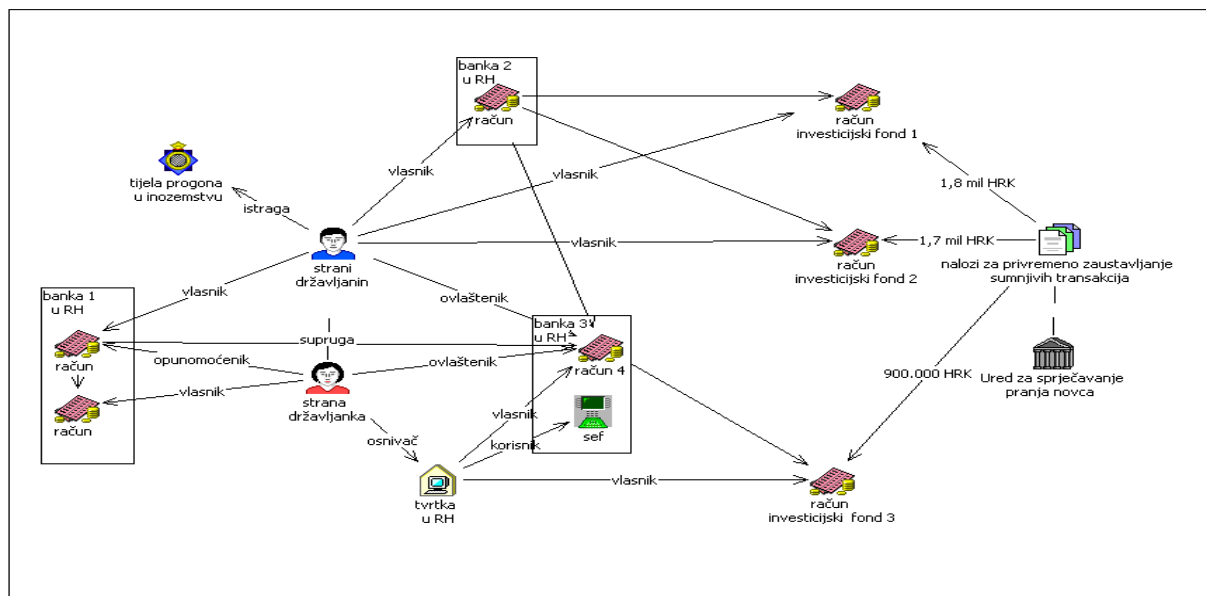 banka 2
u RH
račun
račun
investicijski fond 1
tijela progona
u inozemstvu
istraga
vlasnik
vlasnik
1,8 mil HRK
strani
državljanin
vlasnik
1,7 mil HRK
račun
investicijski fond 2
nalozi za privremeno zaustavljanje
sumnjivih transakcija
vlasnik
ovlaštenik
banka 1
u RH
račun
banka 3
u RH
supruga
opunomoćenik
ovlaštenik
račun 4
vlasnik
račun
strana
državljanka
900.000 HRK
Ured za sprječavanje
pranja novca
vlasnik
osnivač
korisnik
sef
tvrtka
u RH
vlasnik
račun
investicijski fond 3